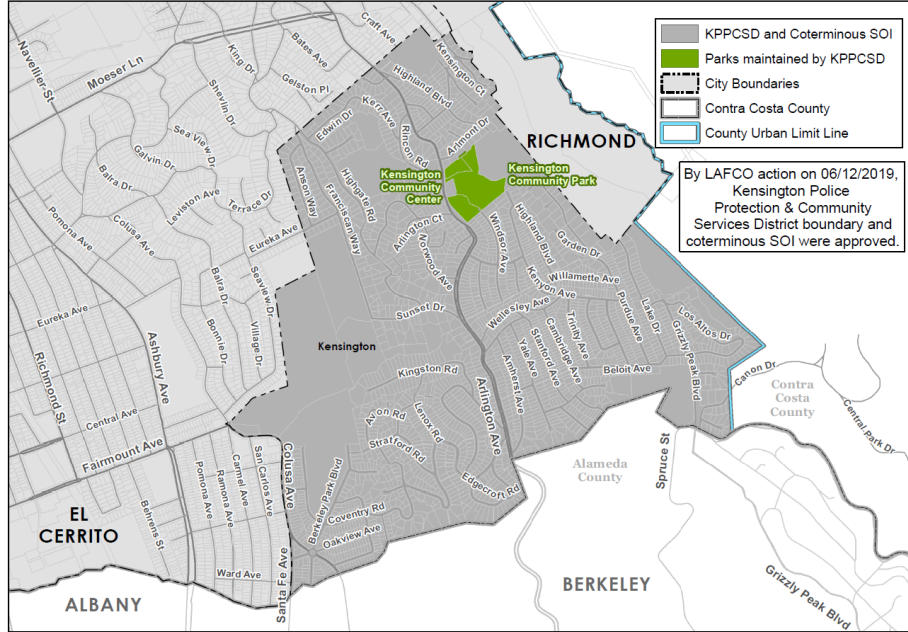 KPPCSD and Coterminous SOI
Parks maintained by KPPCSD
City Boundaries
Contra Costa County
County Urban Limit Line
By LAFCO action on 06/12/2019,
Kensington Police
Protection & Community
Services District boundary and
coterminous SOI were approved.
Navellier St
Moeser Ln
Craft Ave
Bates Ave
King Dr
Gelston Pl
Shevlin Dr
Sea View Dr
Galvin Dr
Balra Dr
Leviston Ave
Terrace Dr
Pomona Ave
Colusa Ave
Eureka Ave
Eureka Ave
Balra Dr
Seaview Dr
Bonnie Dr
Village Dr
Richmond St
Ashbury Ave
Central Ave
Fairmount Ave
Behrens St
Pomona Ave
Ramona Ave
Carmel Ave
San Carlos Ave
Ward Ave
Colusa Ave
Santa Fe Ave
EL
CERRITO
ALBANY
Kensington Ct
Highland Blvd
Kerr Ave
Edwin Dr
Rincon Rd
Arlmont Dr
RICHMOND
Kensington
Community
Center
Kensington
Community Park
Anson Way
Highgate Rd
Franciscan Way
Arlington Ct
Norwood Ave
Windsor Ave
Highland Blvd
Garden Dr
Willamette Ave
Kenyon Ave
Sunset Dr
Wellesley Ave
Purdue Ave
Lake Dr
Los Altos Dr
Grizzly Peak Blvd
Trinity Ave
Cambridge Ave
Stanford Ave
Yale Ave
Amherst Ave
Beloit Ave
Kensington
Kingston Rd
Arlington Ave
Avon Rd
Lenox Rd
Stratford Rd
Edgecroft Rd
Berkeley Park Blvd
Coventry Rd
Oakview Ave
Canon Dr
Contra
Costa
County
Central Park Dr
Spruce St
Alameda
County
BERKELEY
Grizzly Peak Blvd